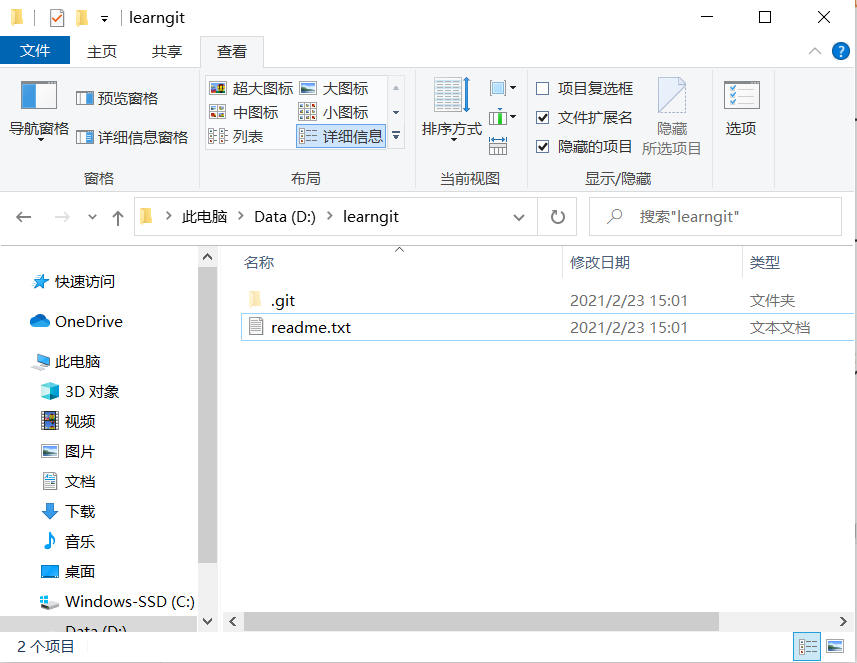 learngit
文件 主页 共享 查看
导航窗格 预览窗格 详细信息窗格
窗格
超大图标 大图标
中图标 小图标
列表 详细信息
布局
排序方式
当前视图
项目复选框
文件扩展名
隐藏的项目
隐藏
所选项目
显示/隐藏
选项
此电脑 Data (D:) learngit
搜索"learngit"
名称 修改日期 类型
.git 2021/2/23 15:01 文件夹
readme.txt 2021/2/23 15:01 文本文档
快速访问
OneDrive
此电脑
3D 对象
视频
图片
文档
下载
音乐
桌面
Windows-SSD (C:)
Data (D:)
2 个项目